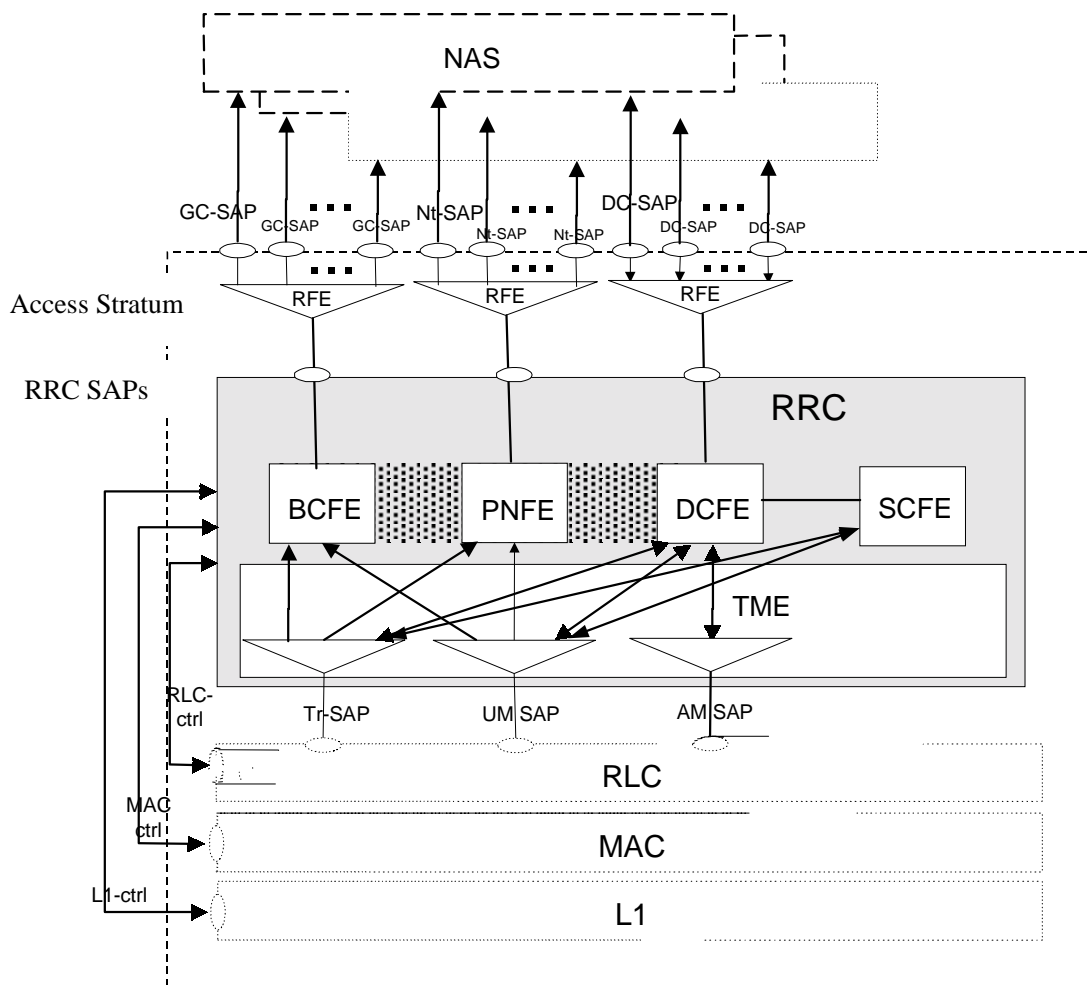 NAS
GC-SAP
GC-SAP
GC-SAP
Nt-SAP
Nt-SAP
Nt-SAP
DC-SAP
DC-SAP
DC-SAP
RFE
RFE
RFE
Access Stratum
RRC SAPs
RRC
BCFE
PNFE
DCFE
SCFE
TME
RLC-
ctrl
Tr-SAP
UM SAP
AM SAP
RLC
MAC
ctrl
MAC
L1-ctrl
L1